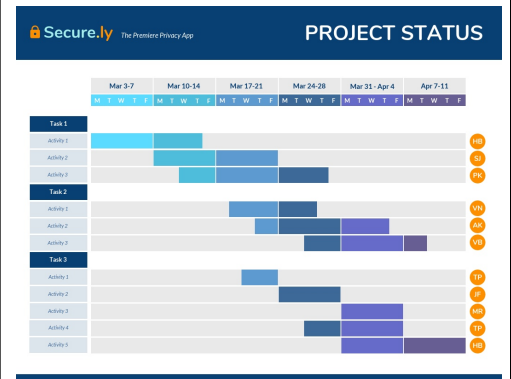 Secure.ly The Premiere Privacy App PROJECT STATUS
Mar 3-7 Mar 10-14 Mar 17-21 Mar 24-28 Mar 31 - Apr 4 Apr 7-11
M T W T F M T W T F M T W T F M T W T F M T W T F M T W T F
Task 1
Activity 1 HB
Activity 2 SJ
Activity 3 PK
Task 2
Activity 1 VN
Activity 2 AK
Activity 3 VB
Task 3
Activity 1 TP
Activity 2 JF
Activity 3 MR
Activity 4 TP
Activity 5 HB